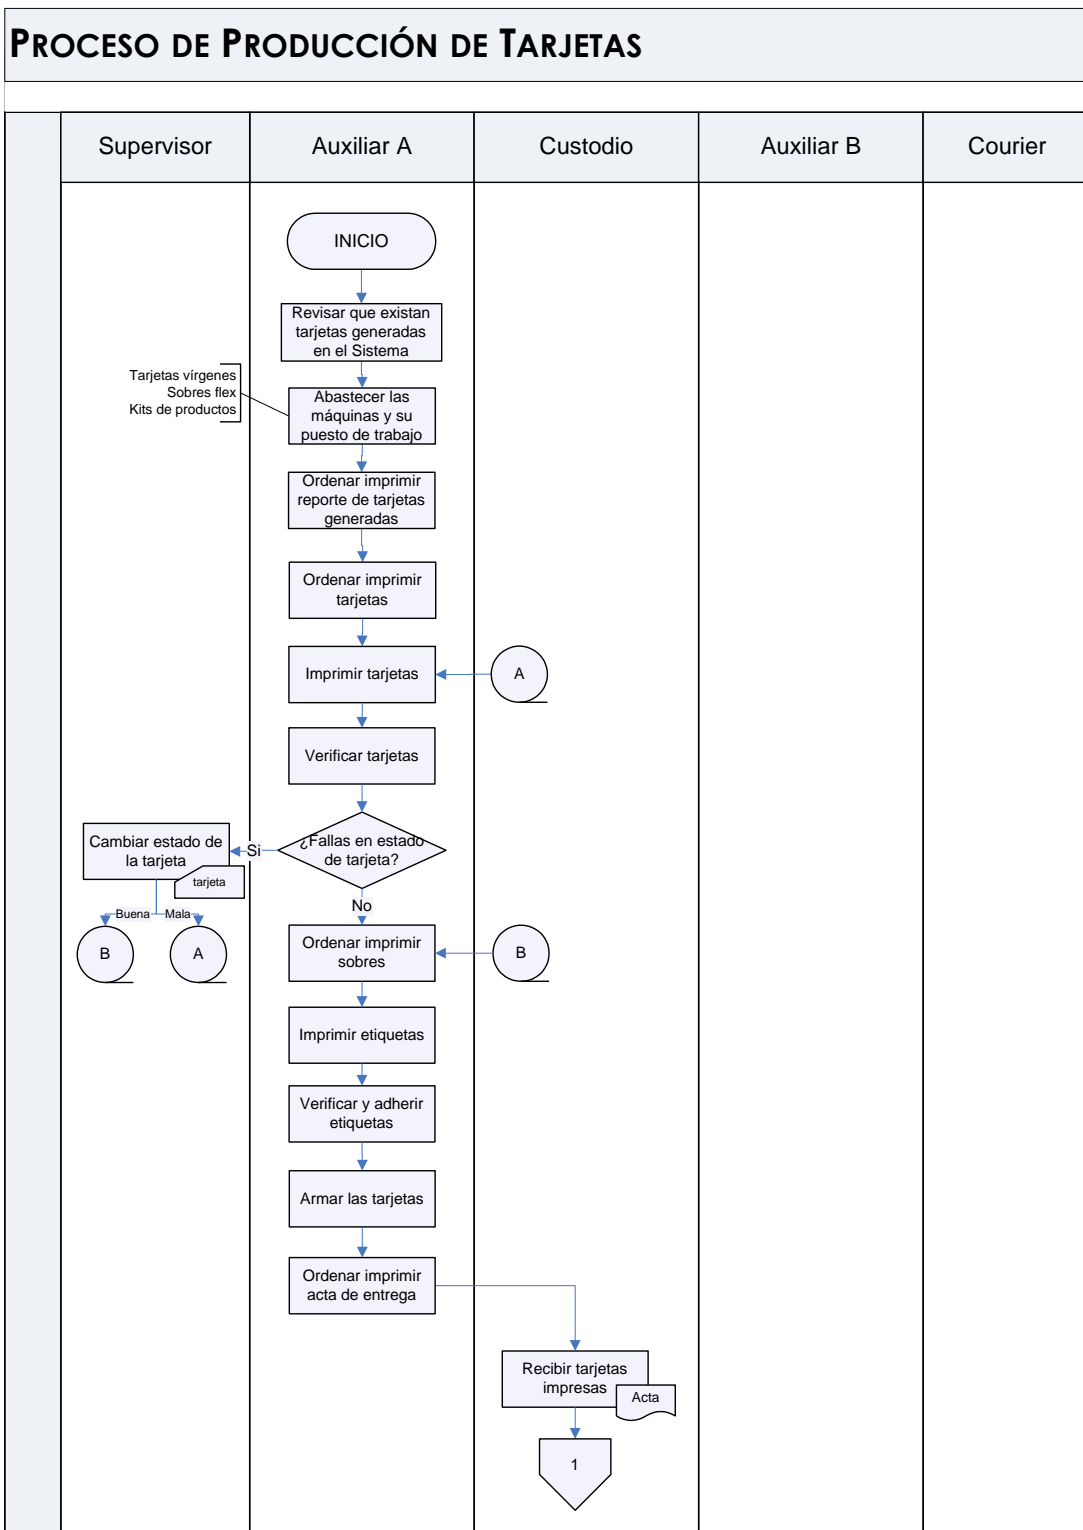 PROCESO DE PRODUCCIÓN DE TARJETAS
Supervisor
Auxiliar A
Custodio
Auxiliar B
Courier
INICIO
Revisar que existan
tarjetas generadas
en el Sistema
Tarjetas vírgenes
Sobres flex
Kits de productos
Abastecer las
máquinas y su
puesto de trabajo
Ordenar imprimir
reporte de tarjetas
generadas
Ordenar imprimir
tarjetas
Imprimir tarjetas
A
Verificar tarjetas
¿Fallas en estado
de tarjeta?
Si
Cambiar estado de
la tarjeta
tarjeta
Buena
Mala
B
A
No
Ordenar imprimir
sobres
B
Imprimir etiquetas
Verificar y adherir
etiquetas
Armar las tarjetas
Ordenar imprimir
acta de entrega
Recibir tarjetas
impresas
Acta
1